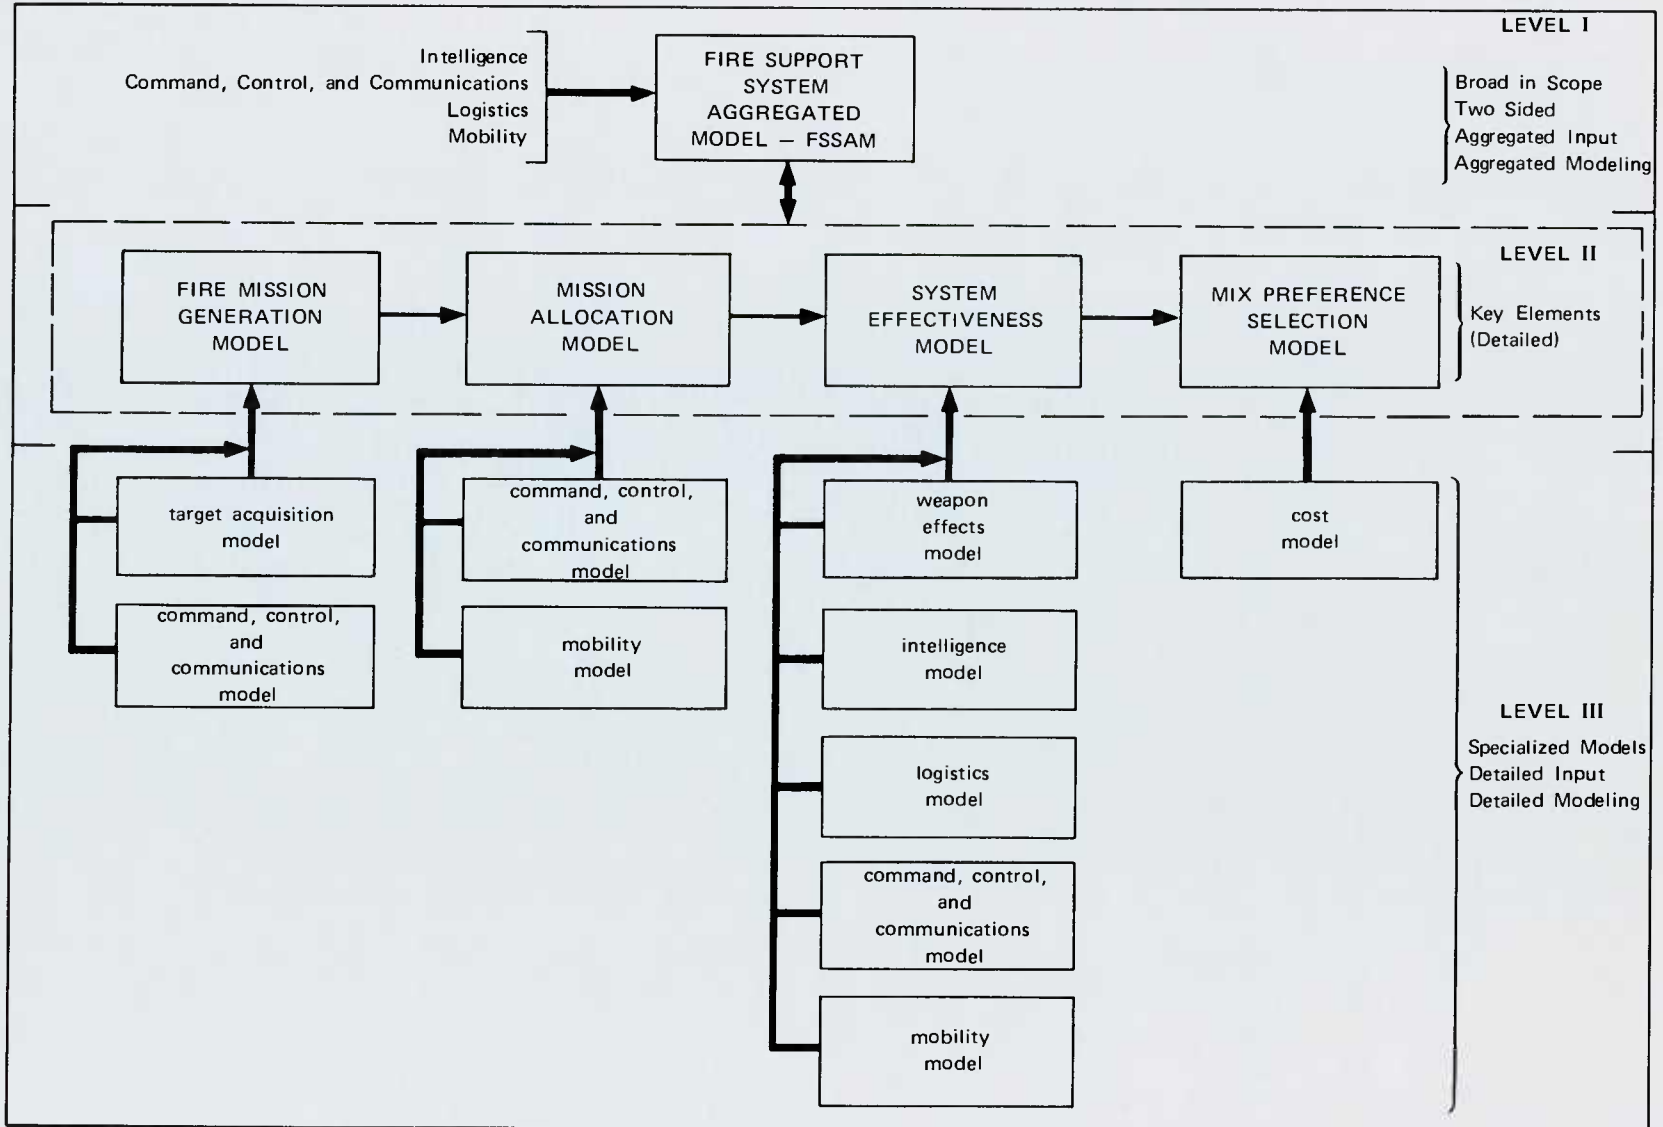 LEVEL I
Intelligence
Command, Control, and Communications
Logistics
Mobility
FIRE SUPPORT
SYSTEM
AGGREGATED
MODEL — FSSAM
Broad in Scope
Two Sided
Aggregated Input
Aggregated Modeling
LEVEL II
FIRE MISSION
GENERATION
MODEL
MISSION
ALLOCATION
MODEL
SYSTEM
EFFECTIVENESS
MODEL
MIX PREFERENCE
SELECTION
MODEL
Key Elements
(Detailed)
target acquisition
model
command, control,
and
communications
model
command, control,
and
communications
model
mobility
model
weapon
effects
model
intelligence
model
logistics
model
command, control,
and
communications
model
mobility
model
cost
model
LEVEL III
Specialized Models
Detailed Input
Detailed Modeling